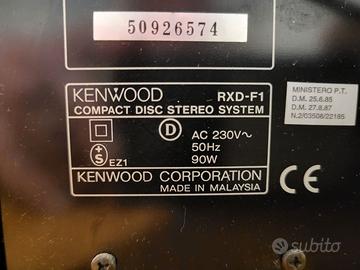 50926574
KENWOOD RXD-F1
COMPACT DISC STEREO SYSTEM
D
AC 230V~
50Hz
90W
S EZ1
KENWOOD CORPORATION
MADE IN MALAYSIA
MINISTERO P.T.
D.M. 25.6.85
D.M. 27.8.87
N.2/03508/22185
CE
subito